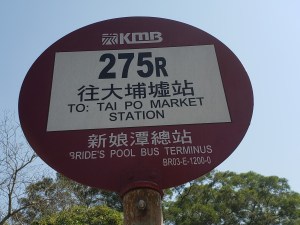 KMB
275R
往大埔墟站
TO: TAI PO MARKET
STATION
新娘潭總站
BRIDE'S POOL BUS TERMINUS
BR03-E-1200-0